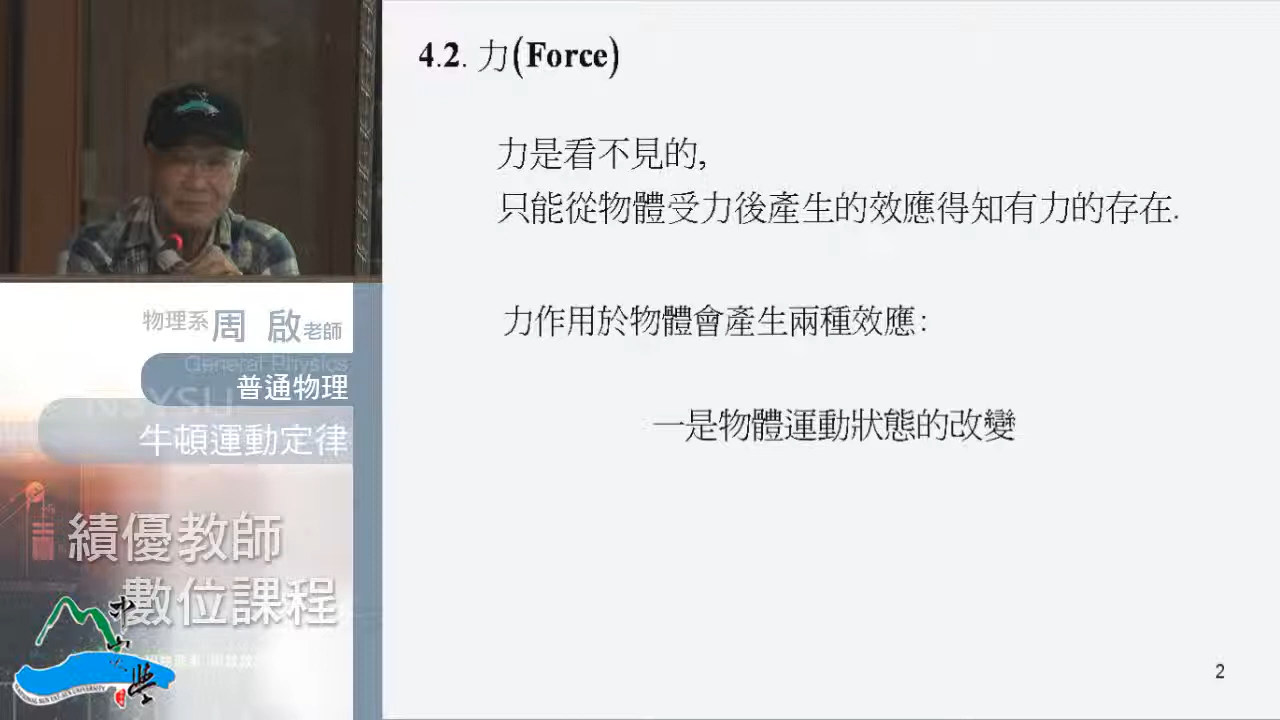 4.2. 力(Force)
力是看不見的,
只能從物體受力後產生的效應得知有力的存在.
力作用於物體會產生兩種效應:
一是物體運動狀態的改變
2
物理系周 啟老師
General Physics
普通物理
NSYSU
牛頓運動定律
績優教師
數位課程